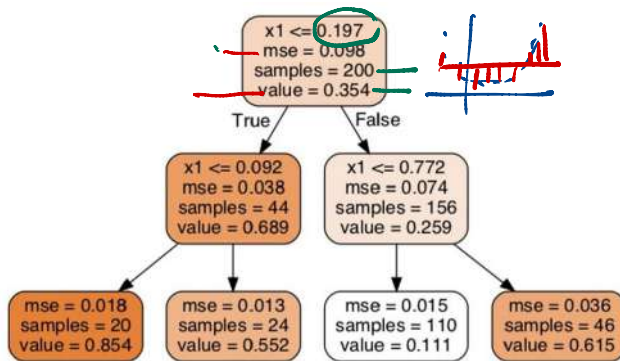 x1 <= 0.197
mse = 0.098
samples = 200
value = 0.354
True
False
x1 <= 0.092
mse = 0.038
samples = 44
value = 0.689
x1 <= 0.772
mse = 0.074
samples = 156
value = 0.259
mse = 0.018
samples = 20
value = 0.854
mse = 0.013
samples = 24
value = 0.552
mse = 0.015
samples = 110
value = 0.111
mse = 0.036
samples = 46
value = 0.615